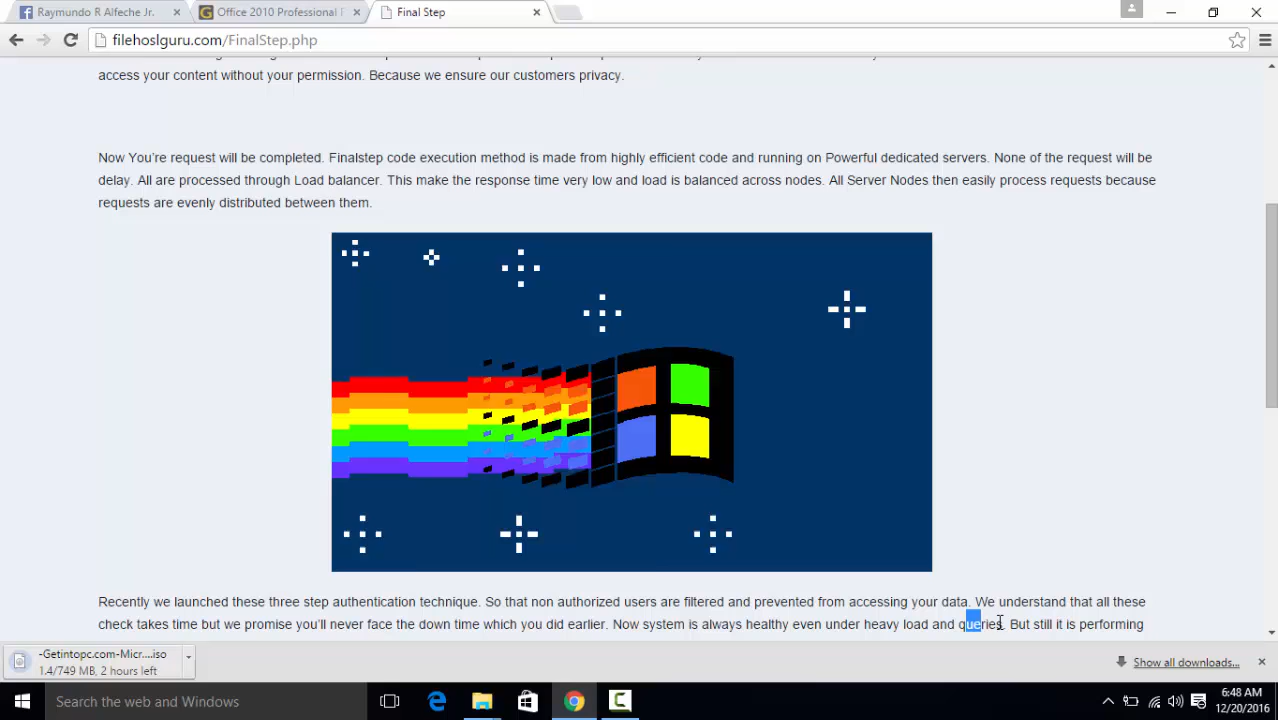 Raymundo R Alfeche Jr.
Office 2010 Professional
Final Step
filehoslguru.com/FinalStep.php
access your content without your permission. Because we ensure our customers privacy.
Now You're request will be completed. Finalstep code execution method is made from highly efficient code and running on Powerful dedicated servers. None of the request will be
delay. All are processed through Load balancer. This make the response time very low and load is balanced across nodes. All Server Nodes then easily process requests because
requests are evenly distributed between them.
Recently we launched these three step authentication technique. So that non authorized users are filtered and prevented from accessing your data. We understand that all these
check takes time but we promise you'll never face the down time which you did earlier. Now system is always healthy even under heavy load and queries. But still it is performing
-Getintopc.com-Micr....iso
1.4/749 MB, 2 hours left
Show all downloads...
Search the web and Windows
6:48 AM
12/20/2016